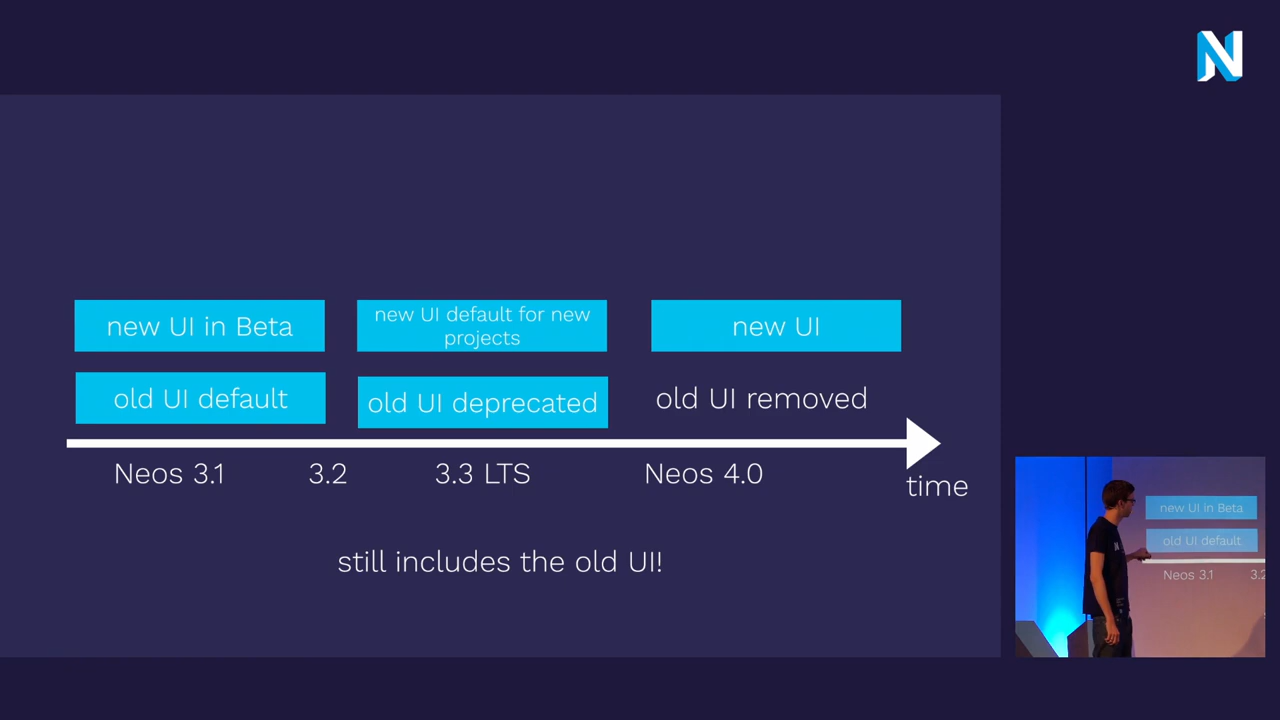 new UI in Beta
new UI default for new
projects
new UI
old UI default
old UI deprecated
old UI removed
Neos 3.1
3.2
3.3 LTS
Neos 4.0
time
still includes the old UI!
new UI in Beta
old UI default
Neos 3.1
3.2